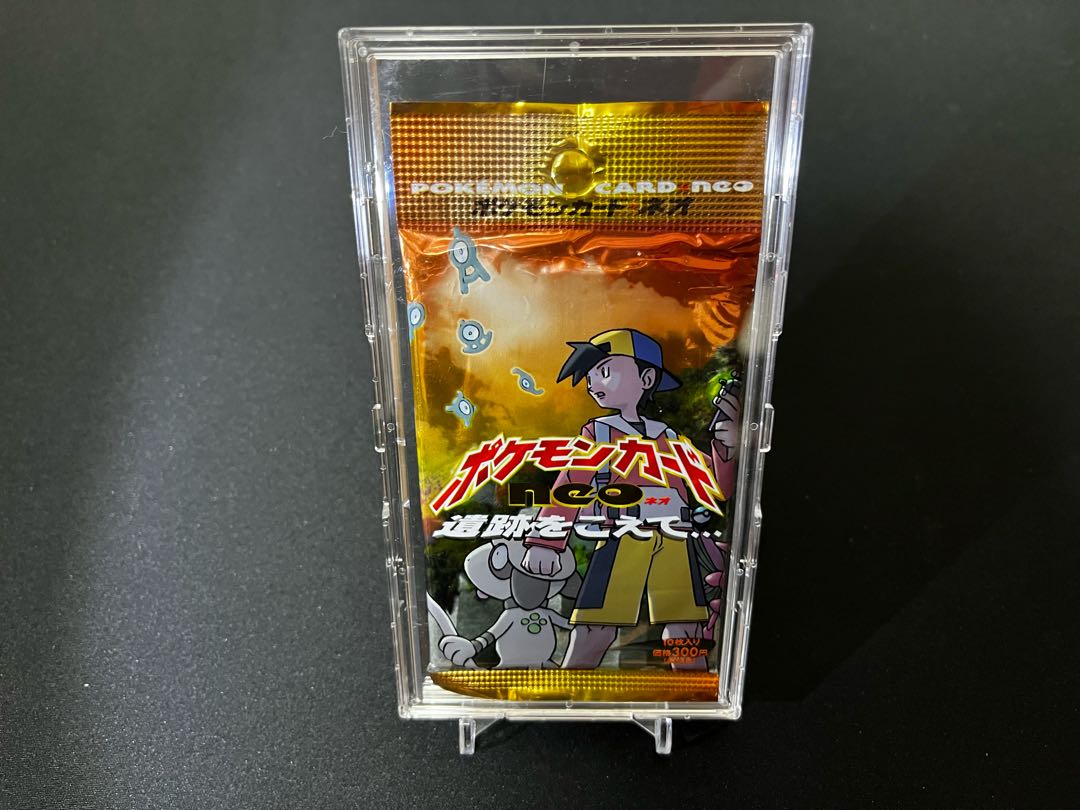 POKÉMON CARD neo
ポケモンカード ネオ
ポケモンカード
neo ネオ
遺跡をこえて...
10枚入り
価格300円